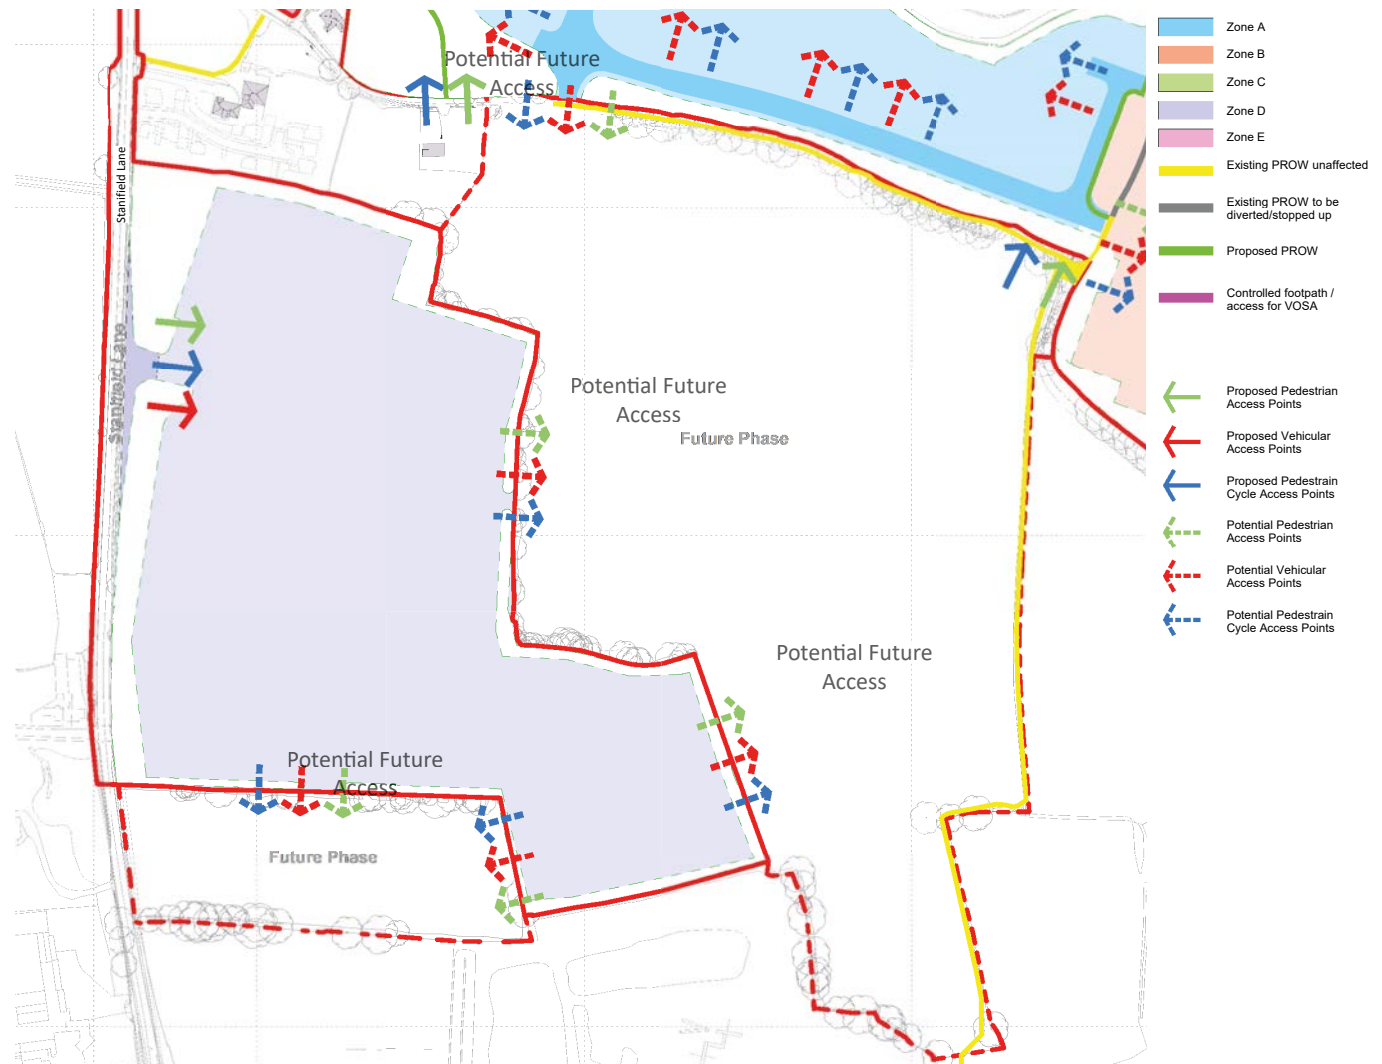 Potential Future
Access
Stanifield Lane
Stanifield Lane
Potential Future
Access
Future Phase
Potential Future
Access
Potential Future
Access
Future Phase
Zone A
Zone B
Zone C
Zone D
Zone E
Existing PROW unaffected
Existing PROW to be
diverted/stopped up
Proposed PROW
Controlled footpath /
access for VOSA
Proposed Pedestrian
Access Points
Proposed Vehicular
Access Points
Proposed Pedestrain
Cycle Access Points
Potential Pedestrian
Access Points
Potential Vehicular
Access Points
Potential Pedestrain
Cycle Access Points